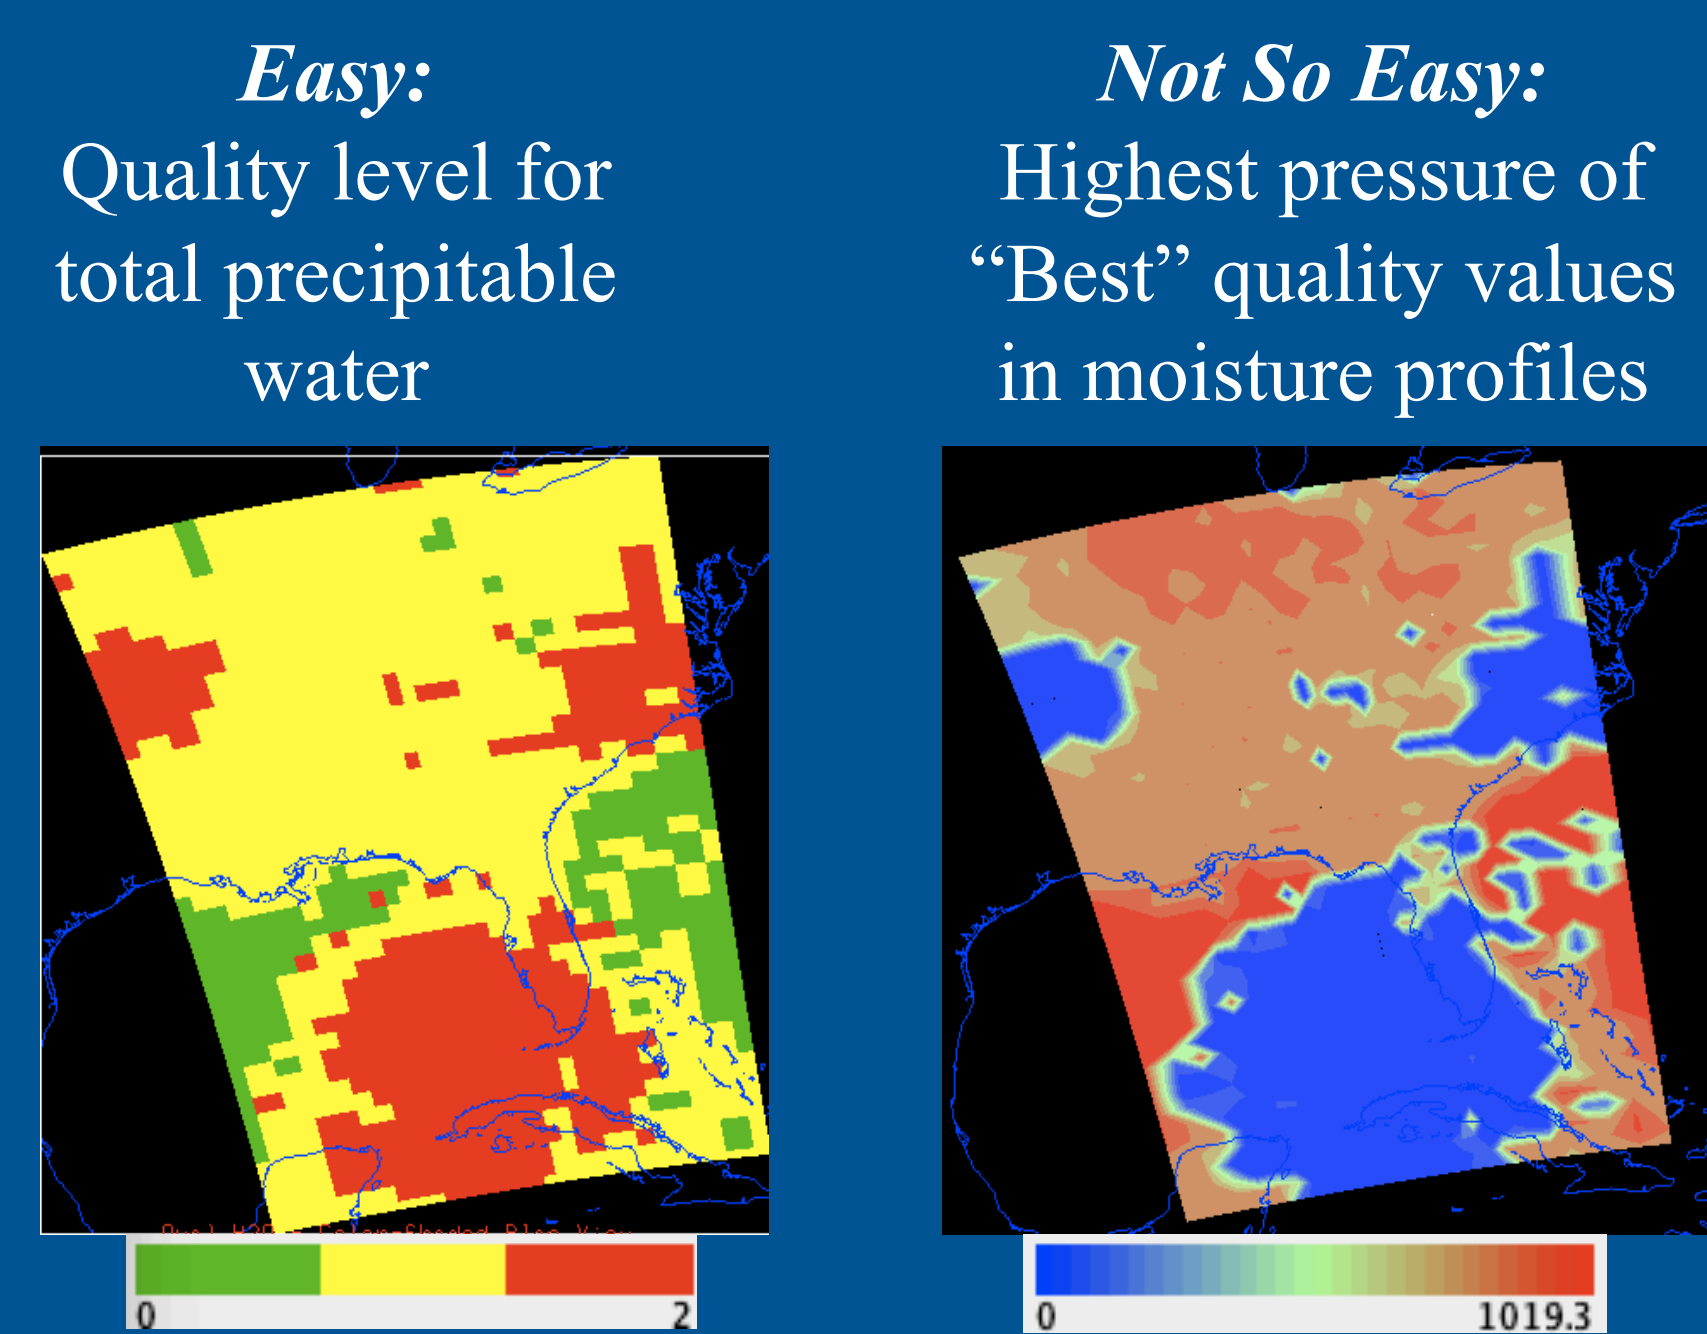 Easy:
Quality level for
total precipitable
water
Not So Easy:
Highest pressure of
“Best” quality values
in moisture profiles
0 2
0 1019.3